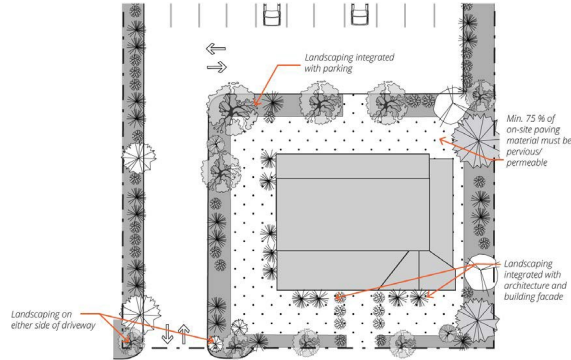 Landscaping integrated
with parking
Min. 75 % of
on-site paving
material must be
pervious/
permeable
Landscaping
integrated with
architecture and
building facade
Landscaping on
either side of driveway